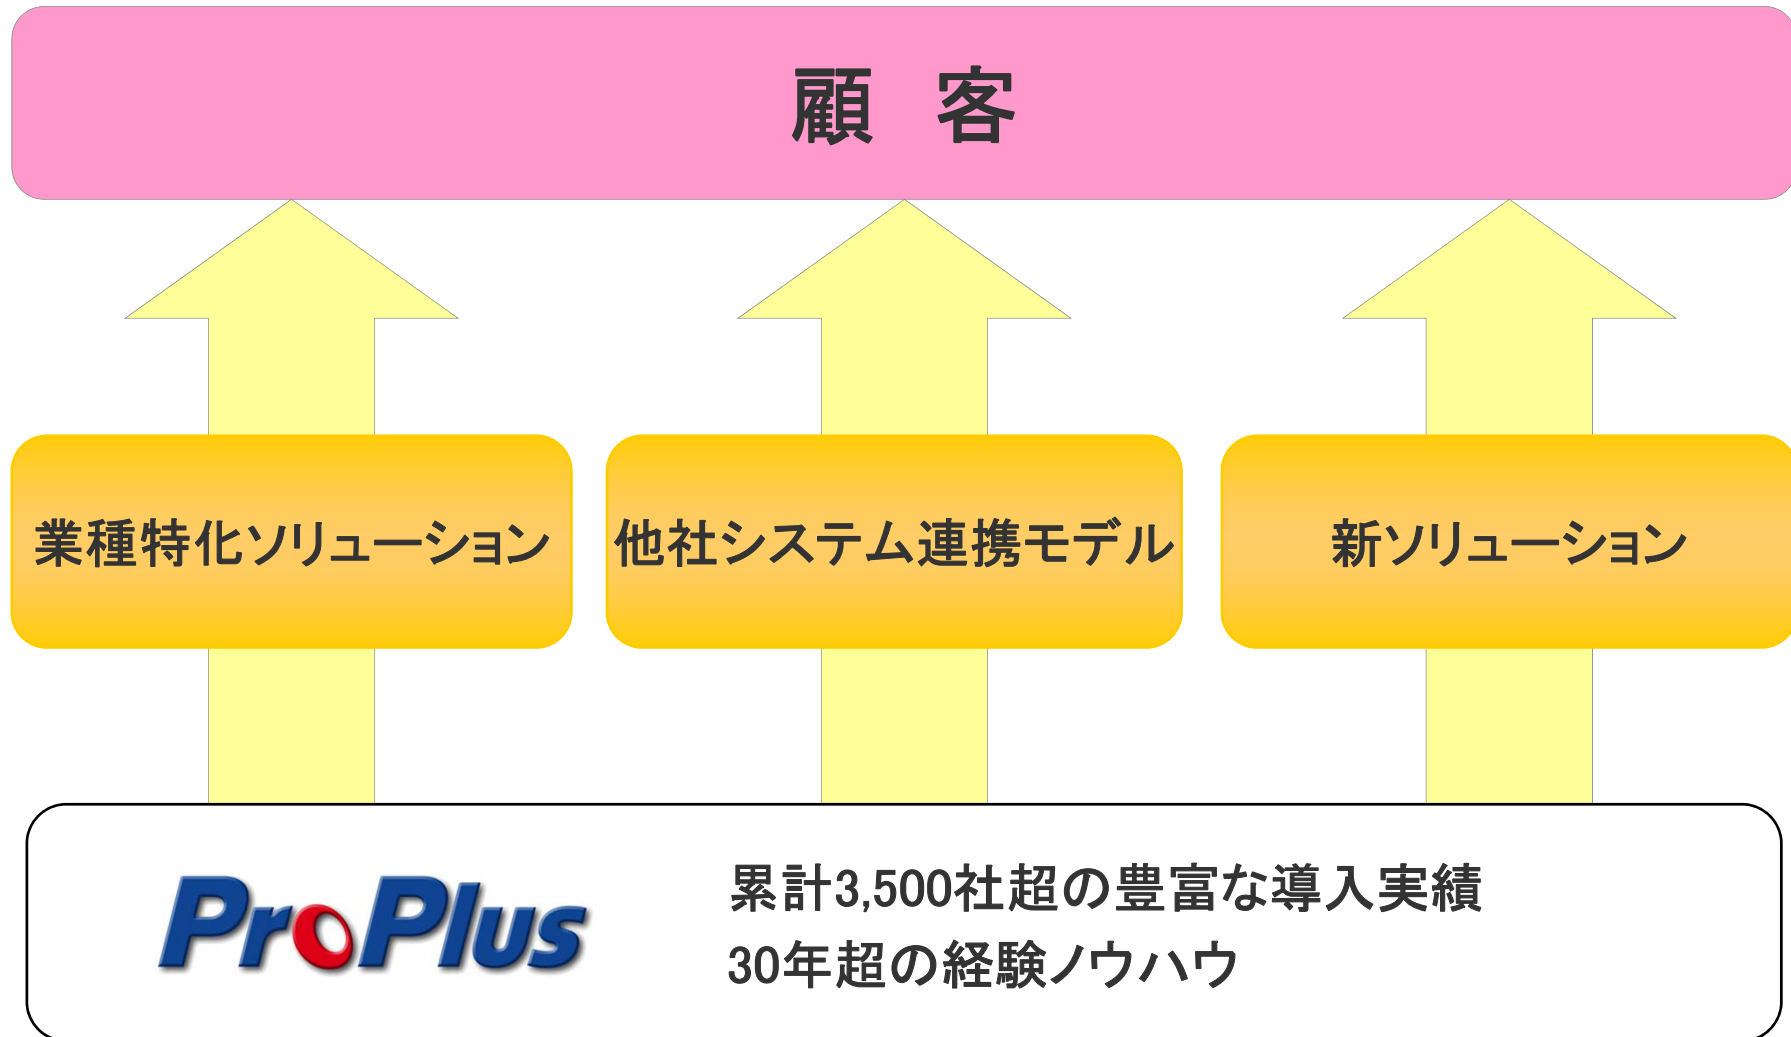 顧 客
業種特化ソリューション
他社システム連携モデル
新ソリューション
ProPlus
累計3,500社超の豊富な導入実績
30年超の経験ノウハウ